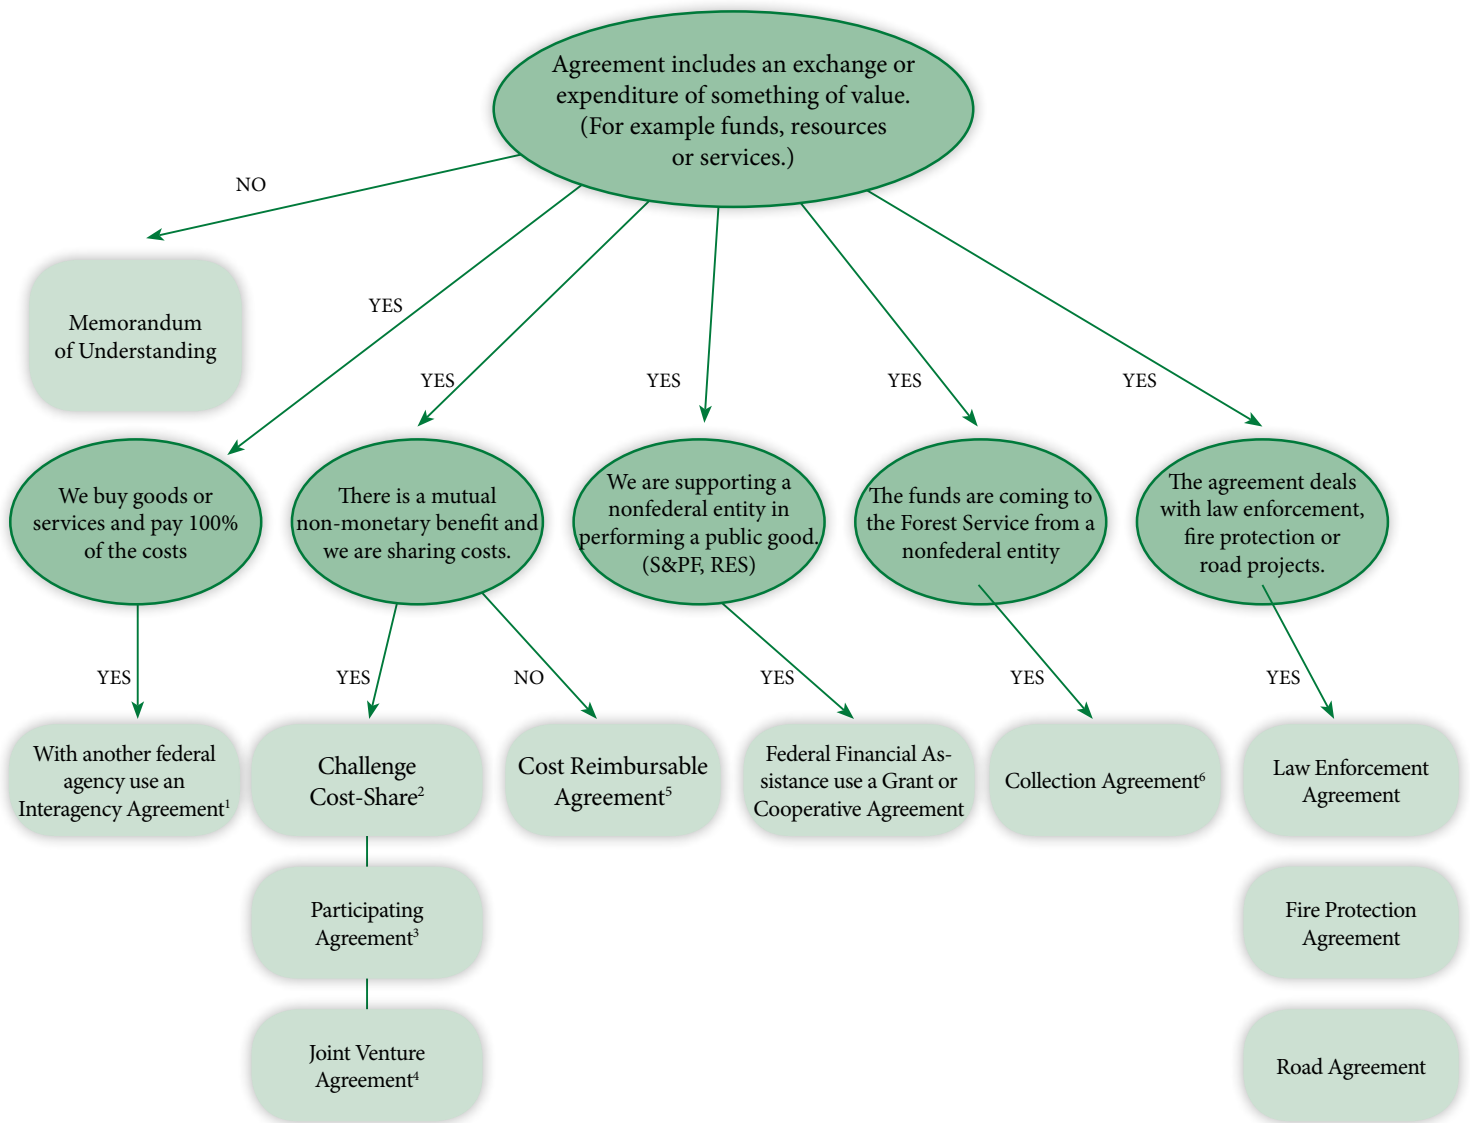 Agreement includes an exchange or
expenditure of something of value.
(For example funds, resources
or services.)
NO
Memorandum
of Understanding
YES
YES
YES
YES
YES
We buy goods or
services and pay 100%
of the costs
There is a mutual
non-monetary benefit and
we are sharing costs.
We are supporting a
nonfederal entity in
performing a public good.
(S&PF, RES)
The funds are coming to
the Forest Service from a
nonfederal entity
The agreement deals
with law enforcement,
fire protection or
road projects.
YES
YES
NO
YES
YES
YES
With another federal
agency use an
Interagency Agreement¹
Challenge
Cost-Share²
Cost Reimbursable
Agreement⁵
Federal Financial As-
sistance use a Grant or
Cooperative Agreement
Collection Agreement⁶
Law Enforcement
Agreement
Participating
Agreement³
Fire Protection
Agreement
Joint Venture
Agreement⁴
Road Agreement